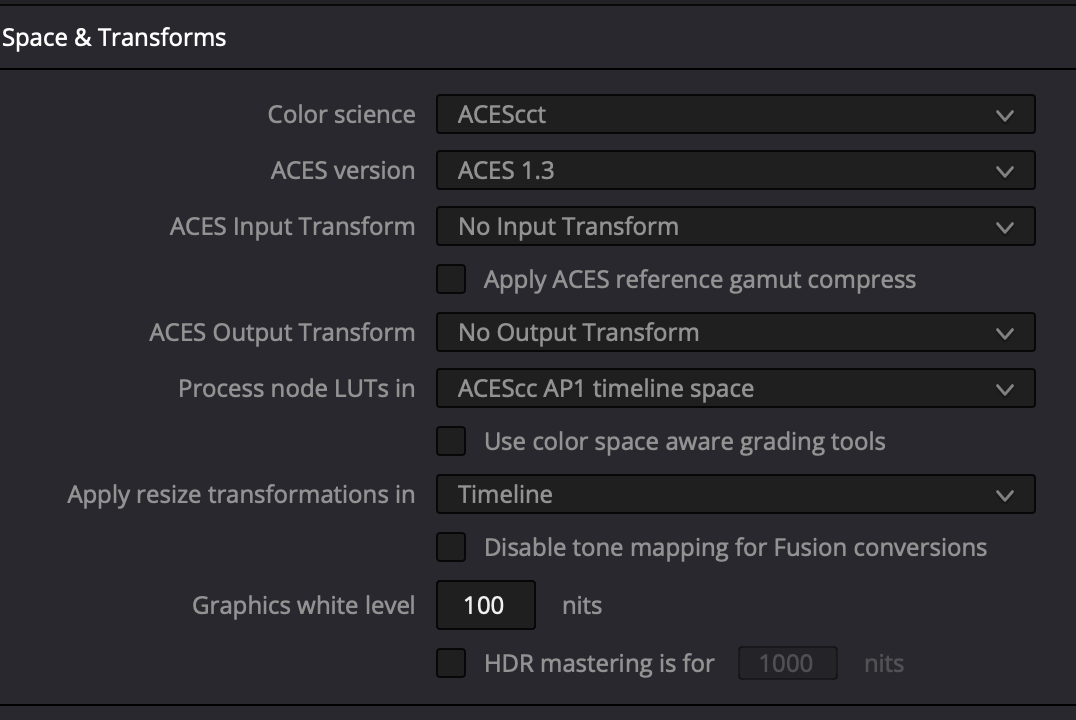 Space & Transforms
Color science ACEScct
ACES version ACES 1.3
ACES Input Transform No Input Transform
Apply ACES reference gamut compress
ACES Output Transform No Output Transform
Process node LUTs in ACEScc AP1 timeline space
Use color space aware grading tools
Apply resize transformations in Timeline
Disable tone mapping for Fusion conversions
Graphics white level 100 nits
HDR mastering is for 1000 nits